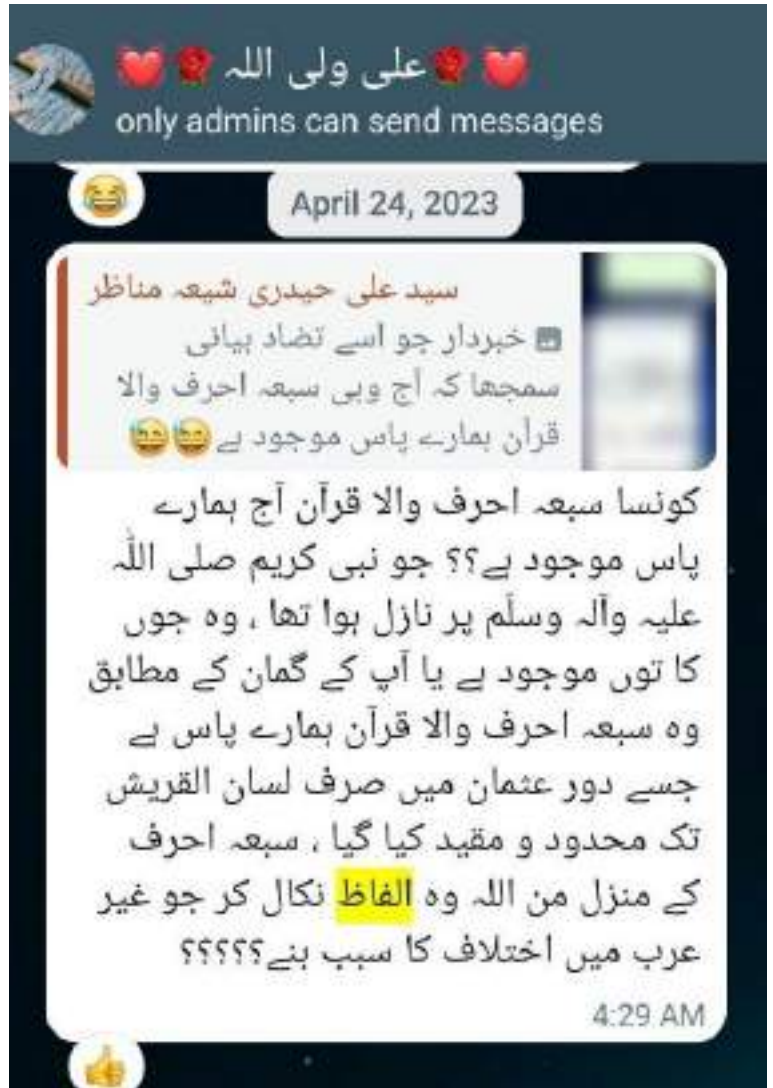 💓🌹علی ولی اللہ🌹💓
only admins can send messages
😂
April 24, 2023
سید علی حیدری شیعہ مناظر
خبردار جو اسے تضاد بیانی
سمجھا کہ آج وہی سبعہ احرف والا
قرآن ہمارے پاس موجود ہے😅😅
کونسا سبعہ احرف والا قرآن آج ہمارے
پاس موجود ہے؟؟ جو نبی کریم صلی اللّٰہ
علیہ وآلہ وسلّم پر نازل ہوا تھا ، وہ جوں
کا توں موجود ہے یا آپ کے گمان کے مطابق
وہ سبعہ احرف والا قرآن ہمارے پاس ہے
جسے دور عثمان میں صرف لسان القریش
تک محدود و مقید کیا گیا ، سبعہ احرف
کے منزل من اللہ وہ الفاظ نکال کر جو غیر
عرب میں اختلاف کا سبب بنے؟؟؟؟؟
4:29 AM
👍